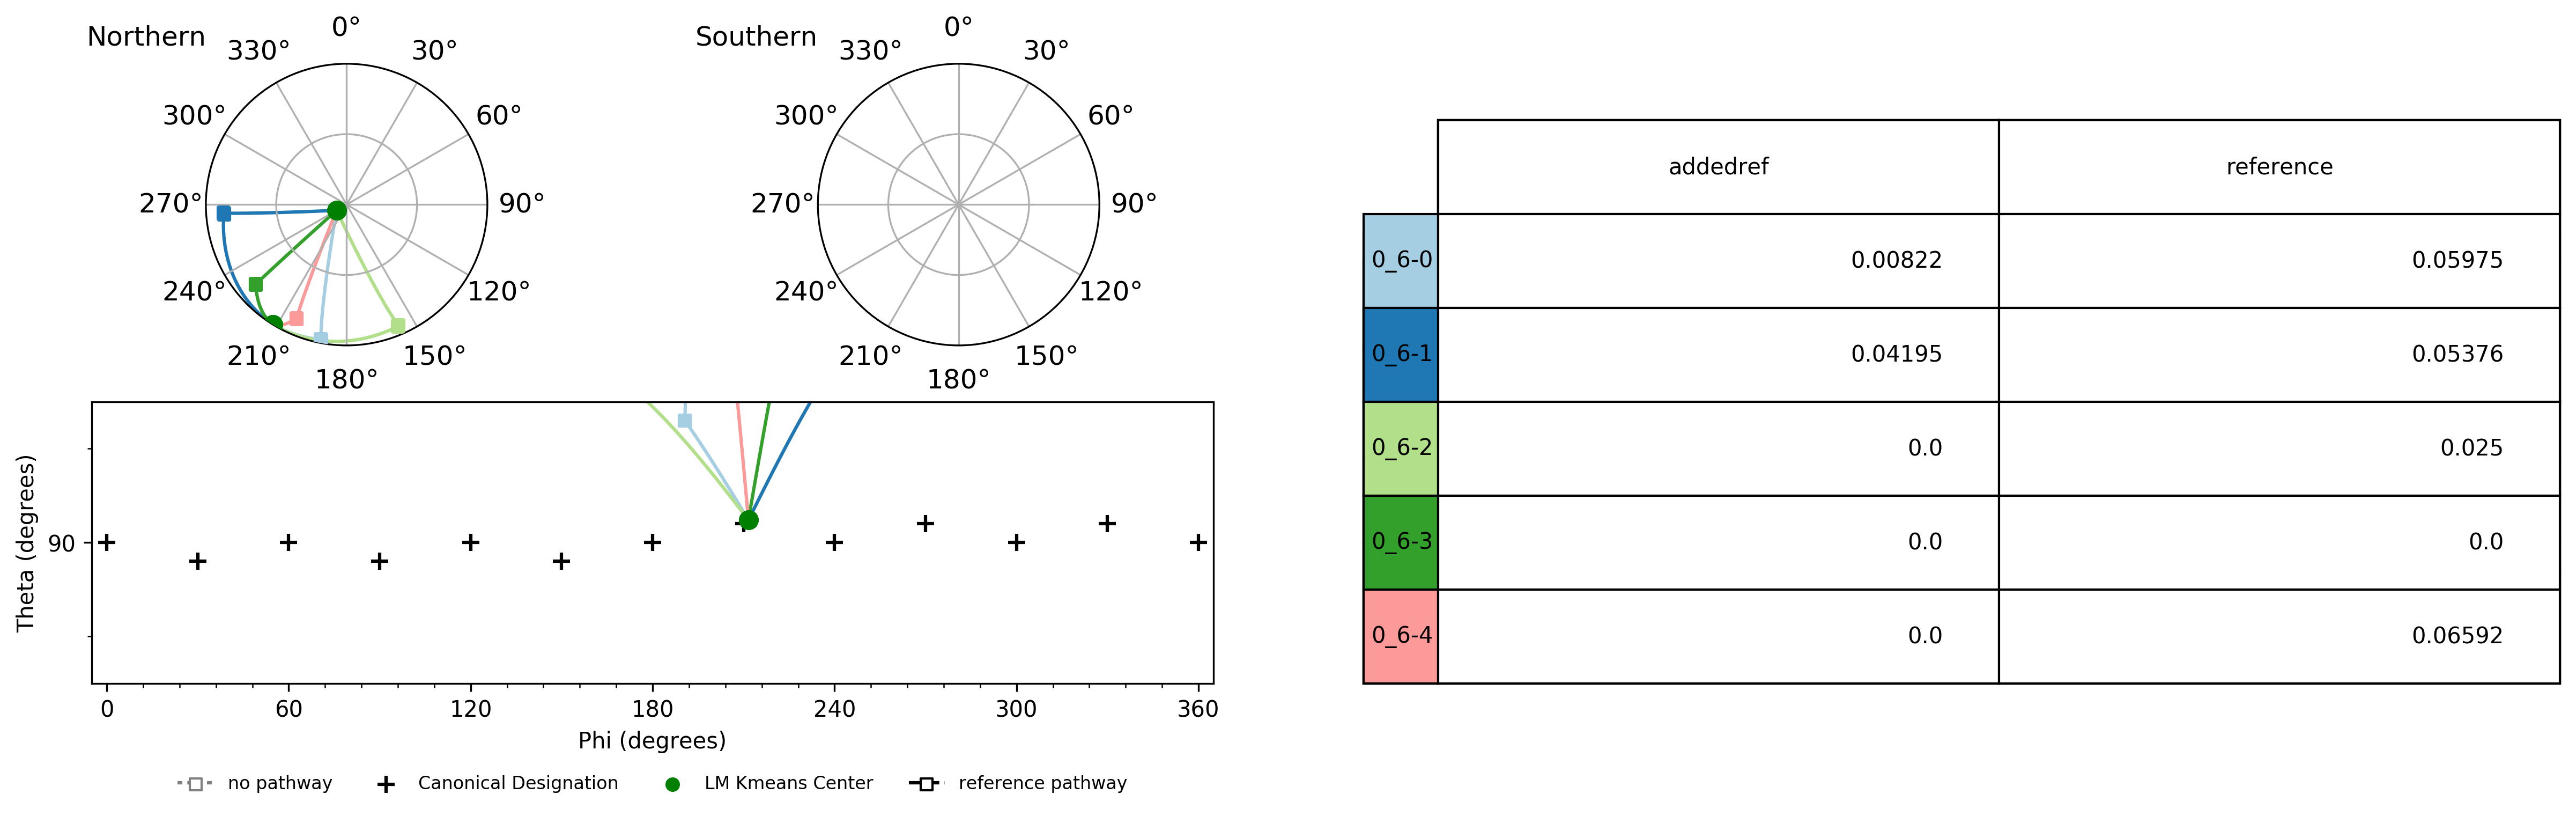 Northern
0°
30°
60°
90°
120°
150°
180°
210°
240°
270°
300°
330°
Southern
0°
30°
60°
90°
120°
150°
180°
210°
240°
270°
300°
330°
Theta (degrees)
90
0 60 120 180 240 300 360
Phi (degrees)
no pathway Canonical Designation LM Kmeans Center reference pathway
addedref reference
0_6-0 0.00822 0.05975
0_6-1 0.04195 0.05376
0_6-2 0.0 0.025
0_6-3 0.0 0.0
0_6-4 0.0 0.06592